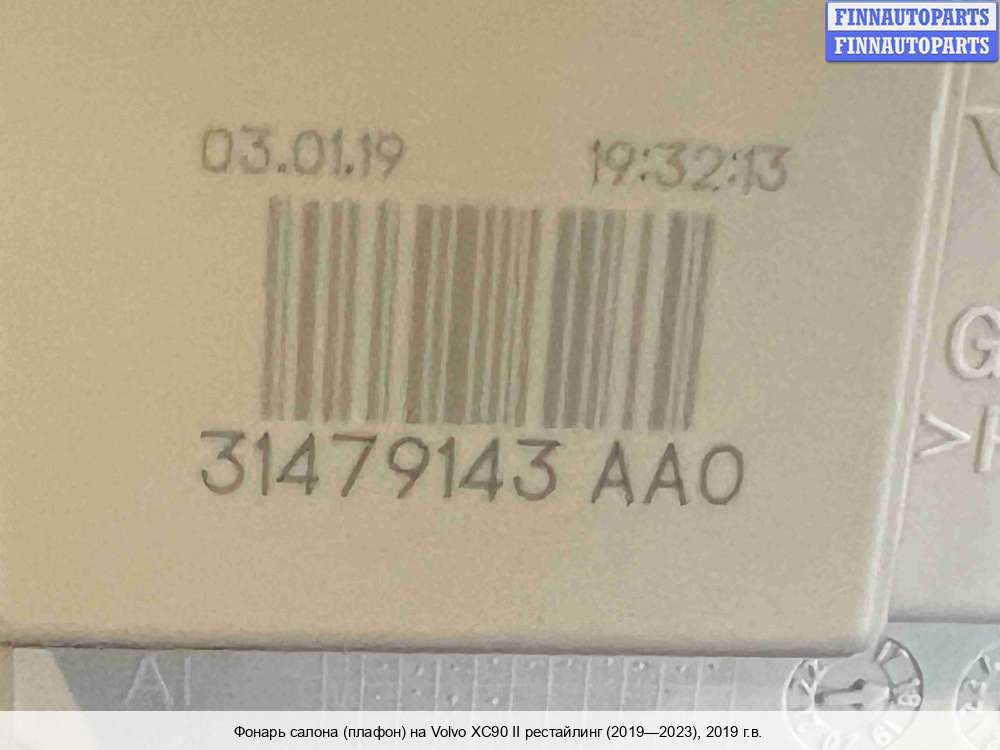 FINNAUTOPARTS
FINNAUTOPARTS
03.01.19
19:32:13
31479143 AA0
A
Фонарь салона (плафон) на Volvo XC90 II рестайлинг (2019—2023), 2019 г.в.